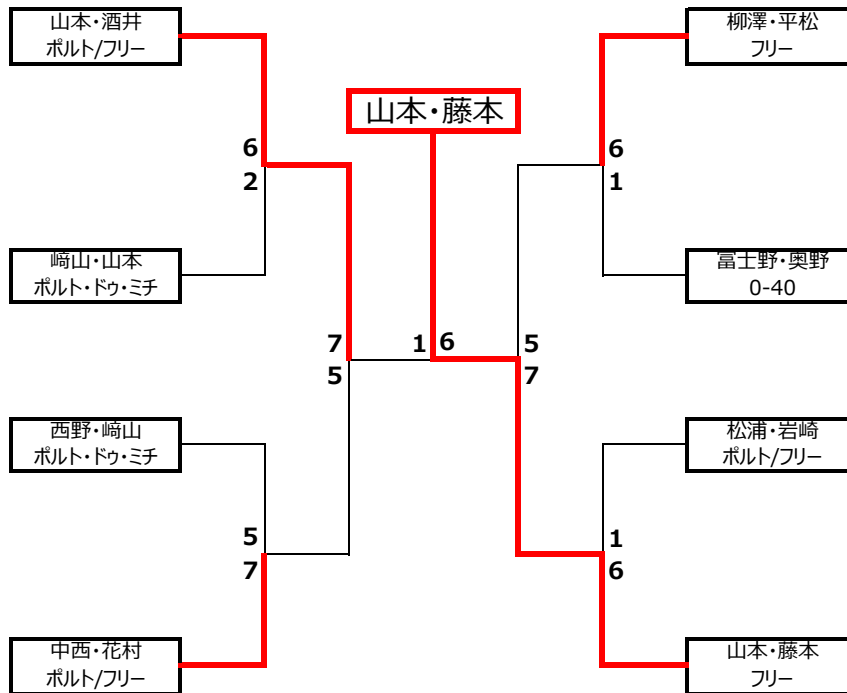 山本・酒井
ポルト/フリー
柳澤・平松
フリー
山本・藤本
6
2
6
1
﨑山・山本
ポルト・ドゥ・ミチ
冨士野・奥野
0-40
7
5
1
6
5
7
西野・﨑山
ポルト・ドゥ・ミチ
松浦・岩崎
ポルト/フリー
5
7
1
6
中西・花村
ポルト/フリー
山本・藤本
フリー